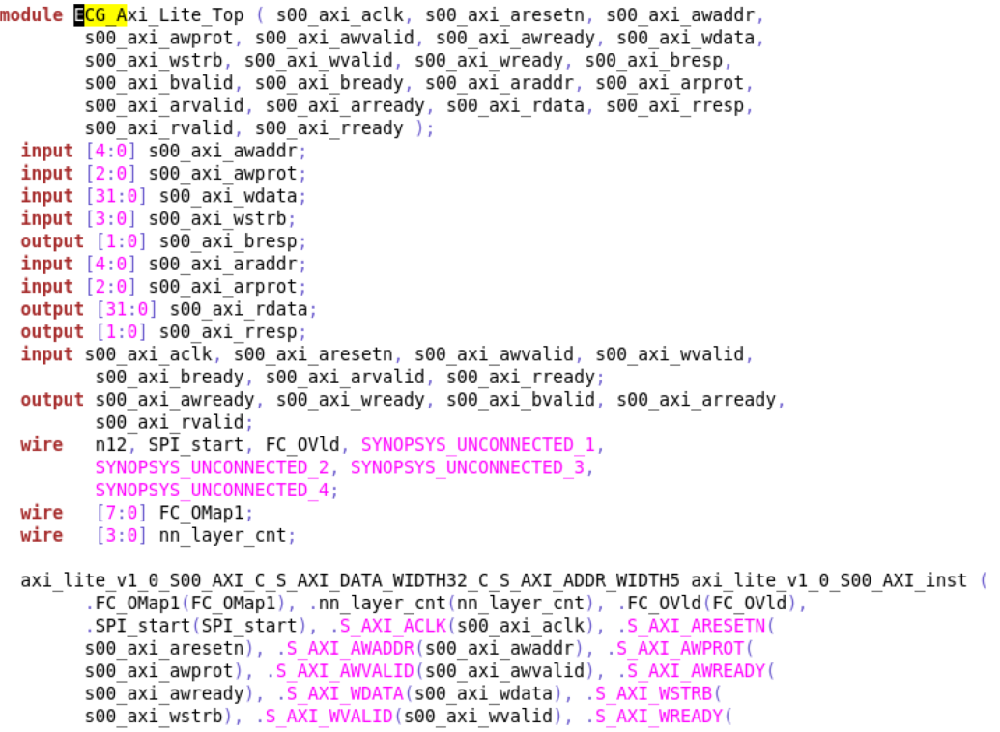 module ECG_Axi_Lite_Top ( s00_axi_aclk, s00_axi_aresetn, s00_axi_awaddr,
        s00_axi_awprot, s00_axi_awvalid, s00_axi_awready, s00_axi_wdata,
        s00_axi_wstrb, s00_axi_wvalid, s00_axi_wready, s00_axi_bresp,
        s00_axi_bvalid, s00_axi_bready, s00_axi_araddr, s00_axi_arprot,
        s00_axi_arvalid, s00_axi_arready, s00_axi_rdata, s00_axi_rresp,
        s00_axi_rvalid, s00_axi_rready );
  input [4:0] s00_axi_awaddr;
  input [2:0] s00_axi_awprot;
  input [31:0] s00_axi_wdata;
  input [3:0] s00_axi_wstrb;
  output [1:0] s00_axi_bresp;
  input [4:0] s00_axi_araddr;
  input [2:0] s00_axi_arprot;
  output [31:0] s00_axi_rdata;
  output [1:0] s00_axi_rresp;
  input s00_axi_aclk, s00_axi_aresetn, s00_axi_awvalid, s00_axi_wvalid,
         s00_axi_bready, s00_axi_arvalid, s00_axi_rready;
  output s00_axi_awready, s00_axi_wready, s00_axi_bvalid, s00_axi_arready,
         s00_axi_rvalid;
  wire   n12, SPI_start, FC_OVld, SYNOPSYS_UNCONNECTED_1,
         SYNOPSYS_UNCONNECTED_2, SYNOPSYS_UNCONNECTED_3,
         SYNOPSYS_UNCONNECTED_4;
  wire   [7:0] FC_OMap1;
  wire   [3:0] nn_layer_cnt;

  axi_lite_v1_0_S00_AXI_C_S_AXI_DATA_WIDTH32_C_S_AXI_ADDR_WIDTH5 axi_lite_v1_0_S00_AXI_inst (
        .FC_OMap1(FC_OMap1), .nn_layer_cnt(nn_layer_cnt), .FC_OVld(FC_OVld),
        .SPI_start(SPI_start), .S_AXI_ACLK(s00_axi_aclk), .S_AXI_ARESETN(
        s00_axi_aresetn), .S_AXI_AWADDR(s00_axi_awaddr), .S_AXI_AWPROT(
        s00_axi_awprot), .S_AXI_AWVALID(s00_axi_awvalid), .S_AXI_AWREADY(
        s00_axi_awready), .S_AXI_WDATA(s00_axi_wdata), .S_AXI_WSTRB(
        s00_axi_wstrb), .S_AXI_WVALID(s00_axi_wvalid), .S_AXI_WREADY(